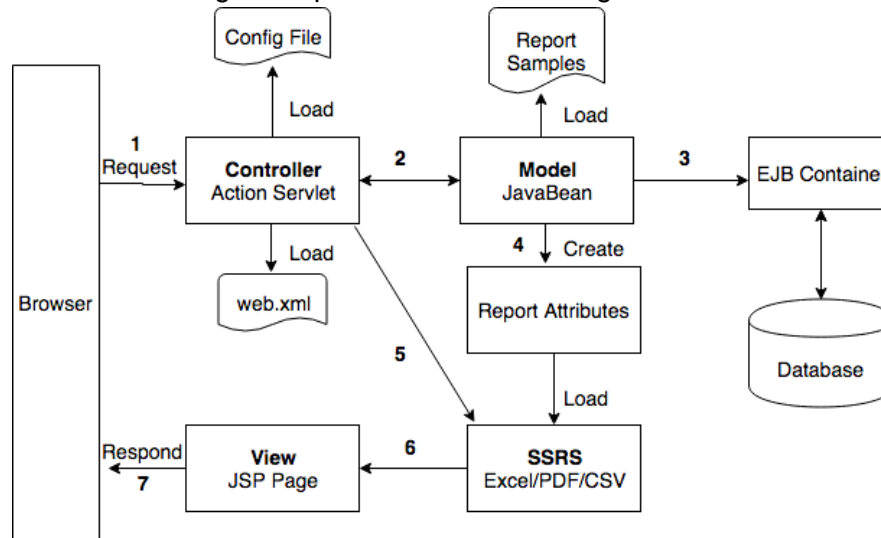 Config File
Report
Samples
Load
Load
1
Request
Controller
Action Servlet
2
Model
JavaBean
3
EJB Containe
Load
4
Create
web.xml
Browser
Report Attributes
5
Database
Load
Respond
7
View
JSP Page
6
SSRS
Excel/PDF/CSV